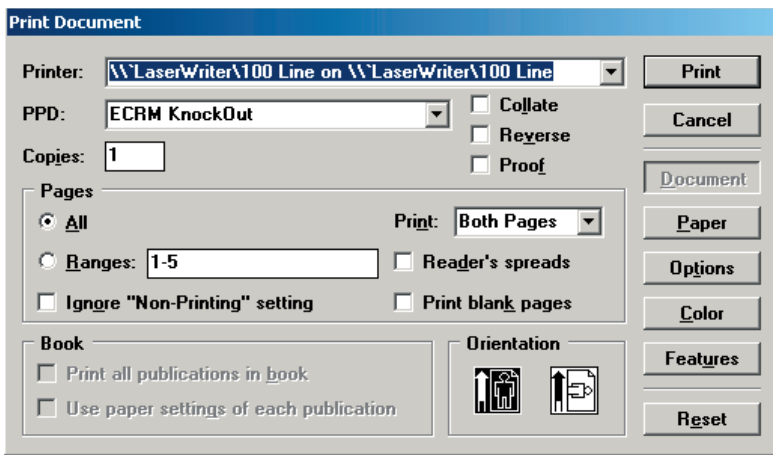 Print Document
Printer: \\`LaserWriter\100 Line on \\`LaserWriter\100 Line
Print
PPD: ECRM KnockOut
Collate
Cancel
Reverse
Copies: 1
Proof
Document
Pages
All
Print: Both Pages
Paper
Ranges: 1-5
Reader's spreads
Options
Ignore "Non-Printing" setting
Print blank pages
Color
Book
Orientation
Features
Print all publications in book
Use paper settings of each publication
Reset